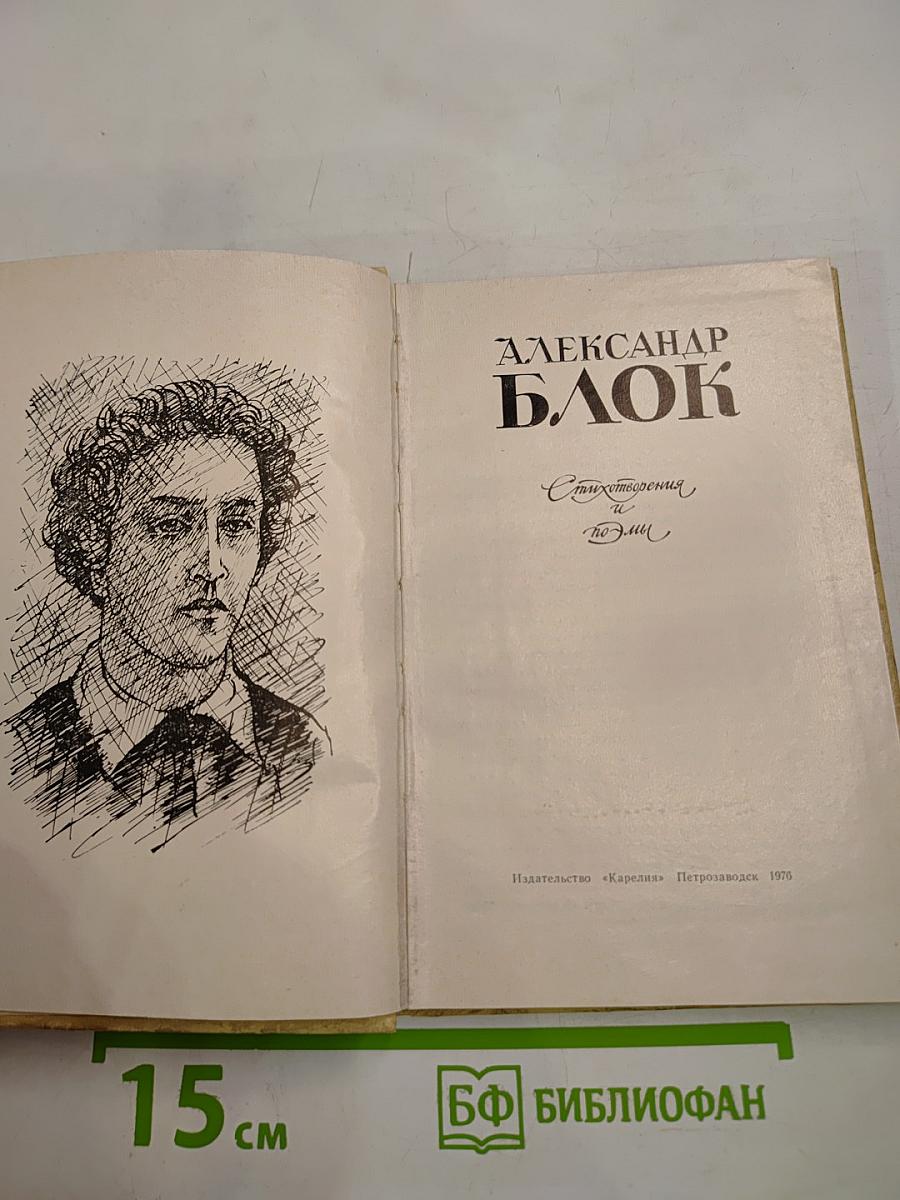 АЛЕКСАНДР
БЛОК
Стихотворения
и
поэмы
Издательство «Карелия» Петрозаводск 1976
15 см
БФ БИБЛИОФАН